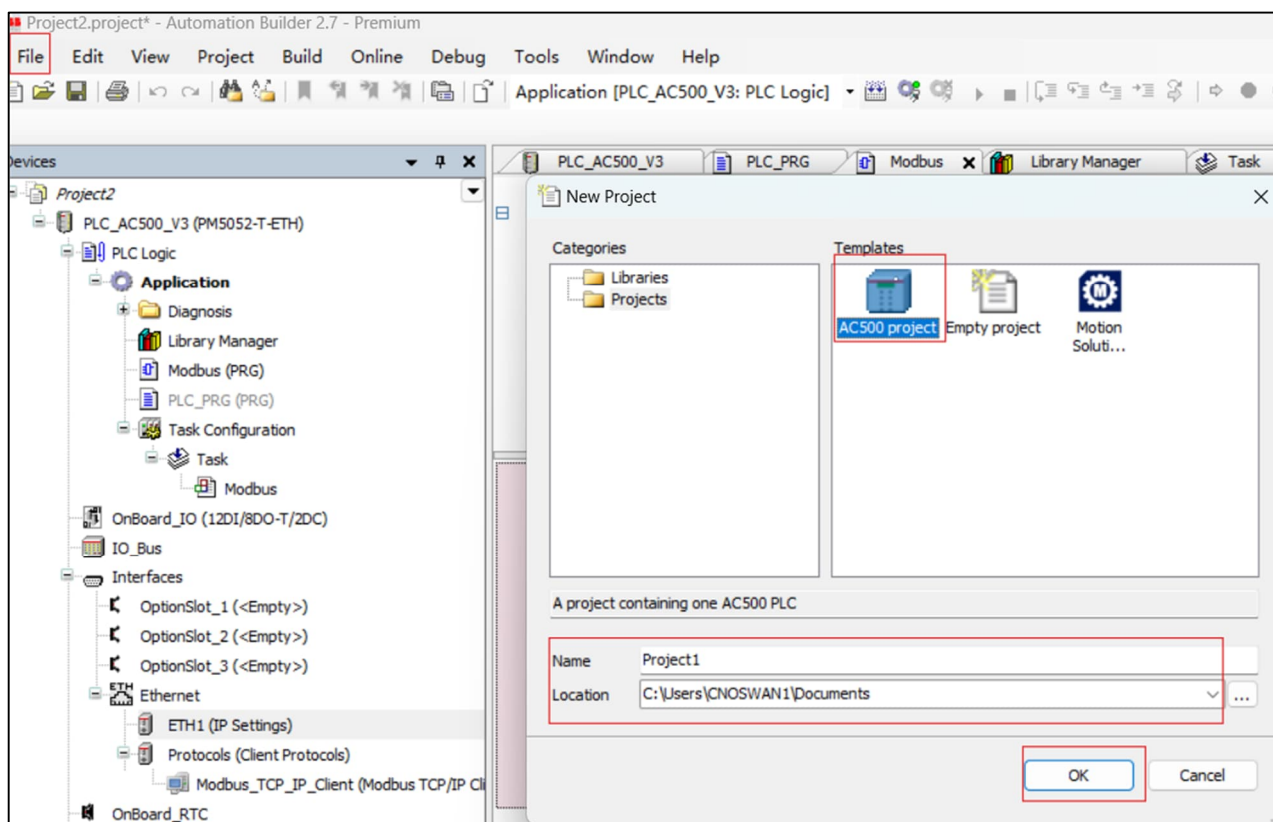 Project2.project* - Automation Builder 2.7 - Premium
File Edit View Project Build Online Debug Tools Window Help
Application [PLC_AC500_V3: PLC Logic]
Devices
Project2
PLC_AC500_V3 (PM5052-T-ETH)
PLC Logic
Application
Diagnosis
Library Manager
Modbus (PRG)
PLC_PRG (PRG)
Task Configuration
Task
Modbus
OnBoard_IO (12DI/8DO-T/2DC)
IO_Bus
Interfaces
OptionSlot_1 (<Empty>)
OptionSlot_2 (<Empty>)
OptionSlot_3 (<Empty>)
ETH
Ethernet
ETH1 (IP Settings)
Protocols (Client Protocols)
Modbus_TCP_IP_Client (Modbus TCP/IP Cli
OnBoard_RTC
PLC_AC500_V3 PLC_PRG Modbus Library Manager Task
New Project
Categories
Libraries
Projects
Templates
AC500 project
Empty project
Motion
Soluti...
A project containing one AC500 PLC
Name Project1
Location C:\Users\CNOSWAN1\Documents ...
OK Cancel